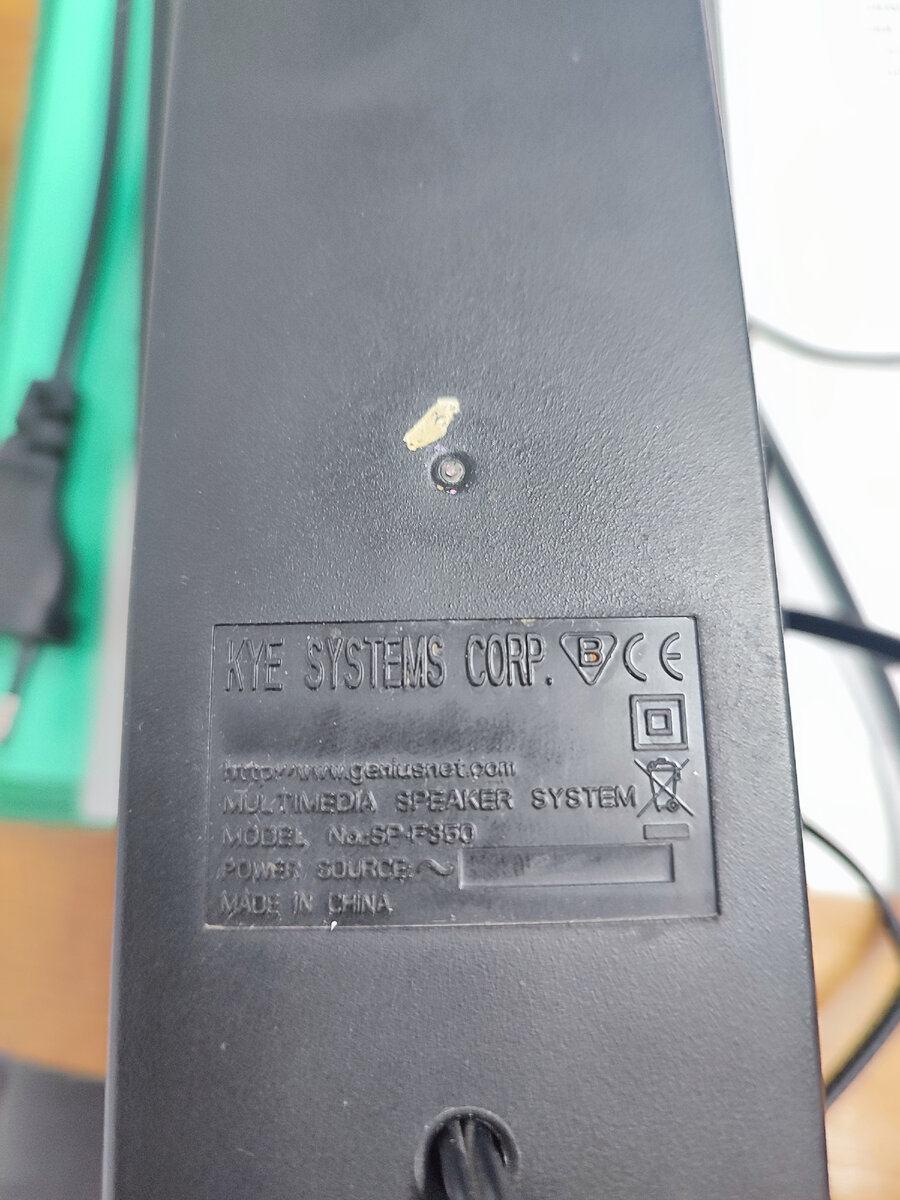 KYE SYSTEMS CORP. B CE
http://www.geniusnet.com
MULTIMEDIA SPEAKER SYSTEM
MODEL No.:SP-F350
POWER SOURCE: ~
MADE IN CHINA